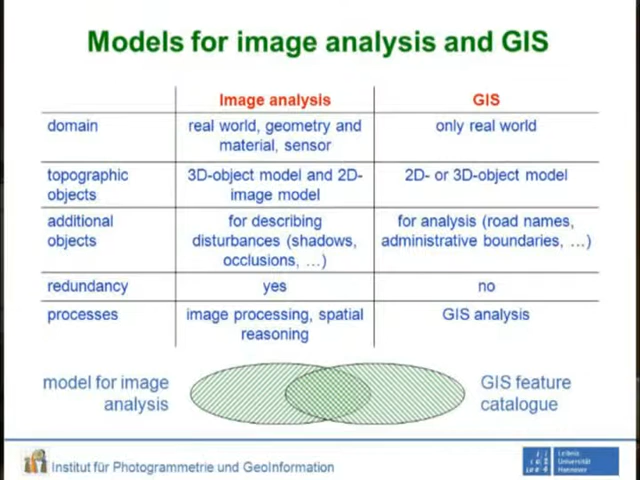 Models for image analysis and GIS
Image analysis GIS
domain real world, geometry and only real world
material, sensor
topographic 3D-object model and 2D- 2D- or 3D-object model
objects image model
additional for describing for analysis (road names,
objects disturbances (shadows, administrative boundaries, …)
occlusions, …)
redundancy yes no
processes image processing, spatial GIS analysis
reasoning
model for image GIS feature
analysis catalogue
Institut für Photogrammetrie und GeoInformation
Leibniz
Universität
Hannover